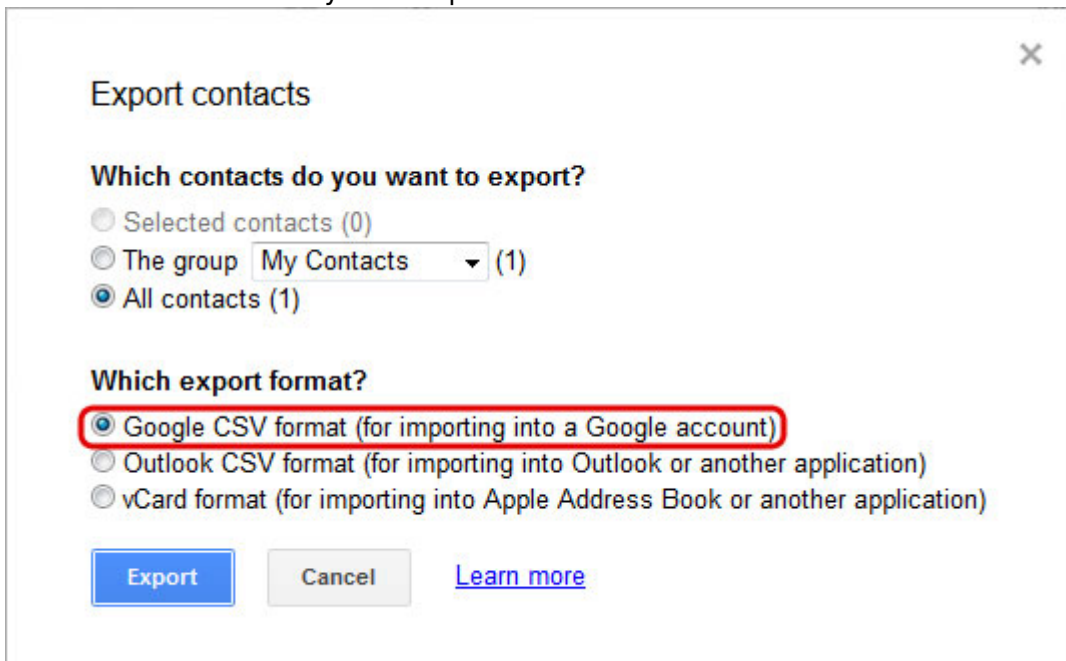 Export contacts
Which contacts do you want to export?
Selected contacts (0)
The group My Contacts (1)
All contacts (1)
Which export format?
Google CSV format (for importing into a Google account)
Outlook CSV format (for importing into Outlook or another application)
vCard format (for importing into Apple Address Book or another application)
Export Cancel Learn more